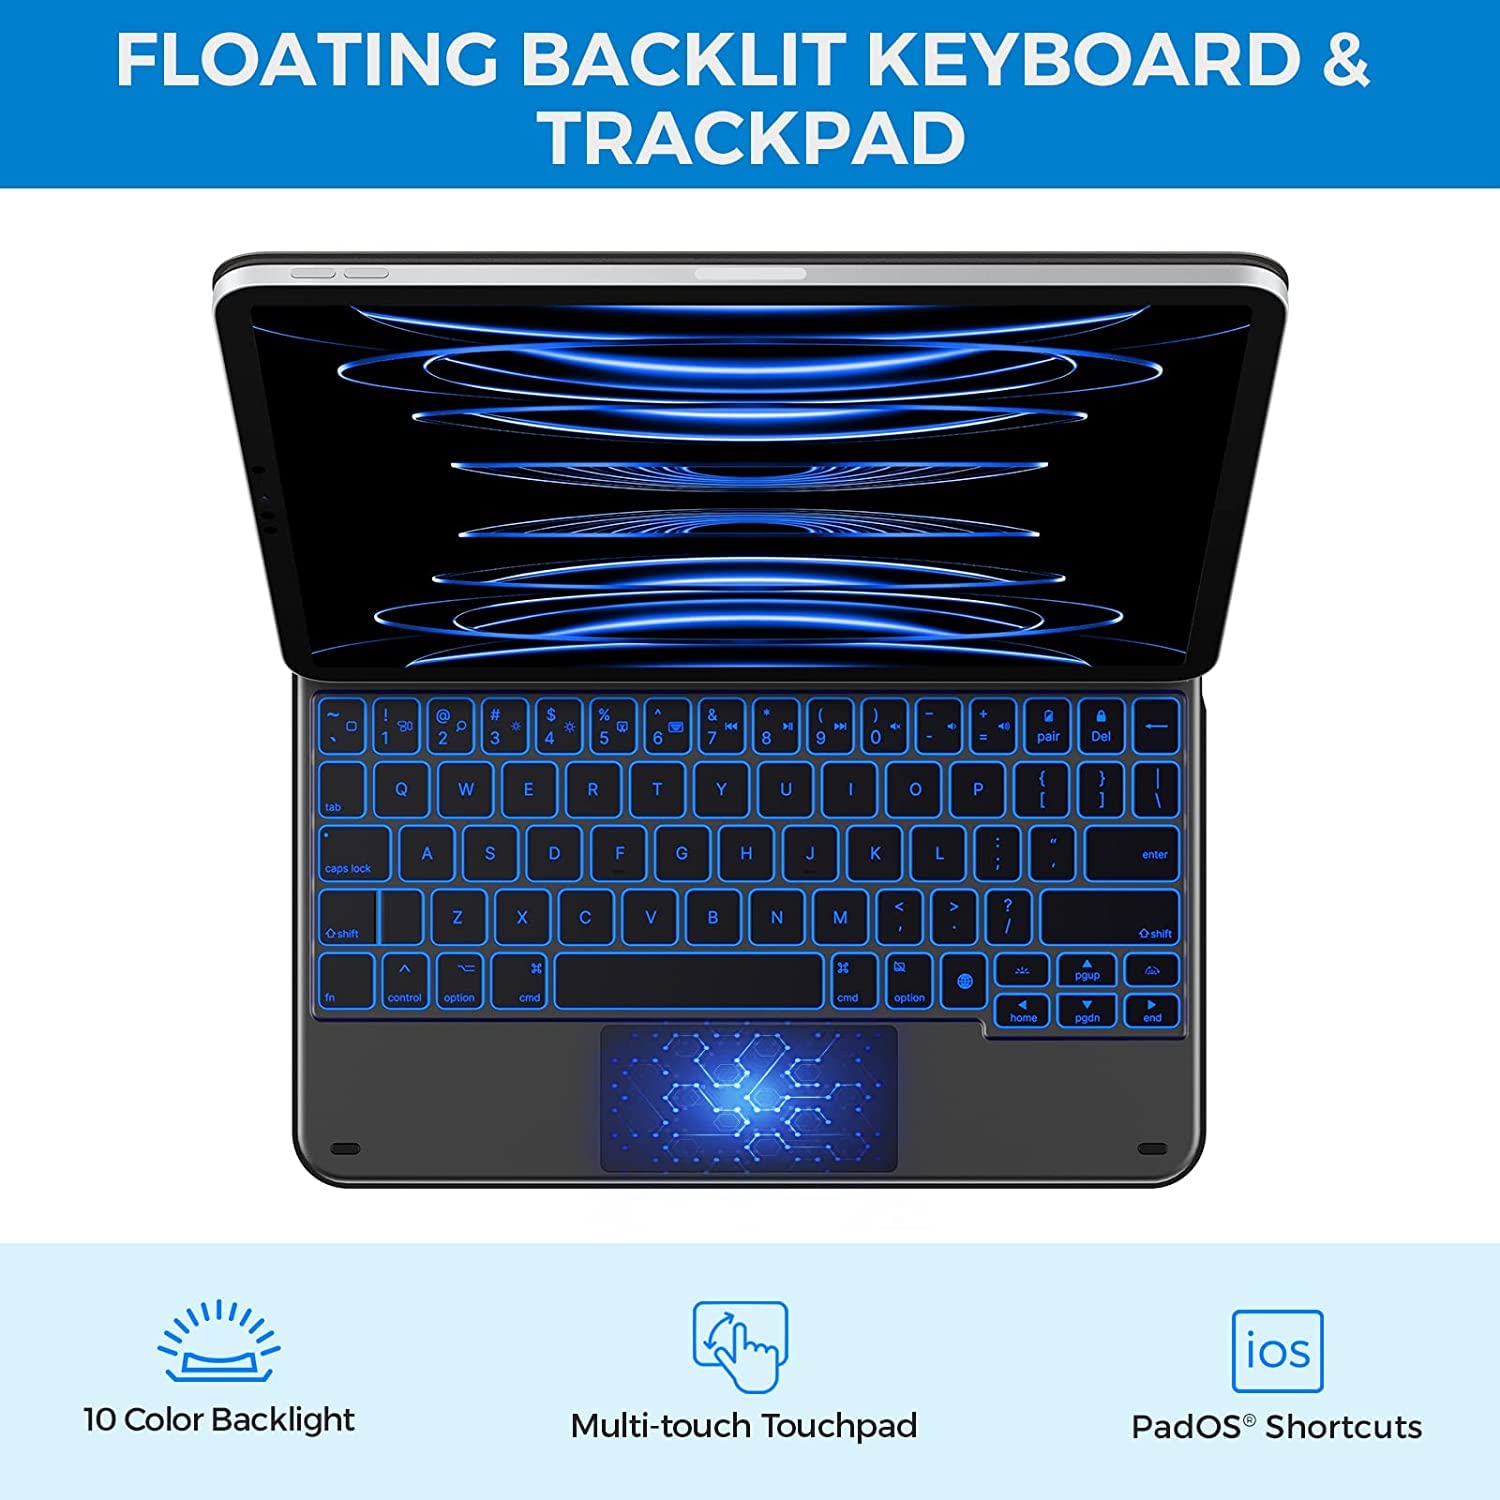 FLOATING BACKLIT KEYBOARD &
TRACKPAD
~ ` ! 1 @ 2 # 3 $ 4 % 5 ^ 6 & 7 * 8 ( 9 ) 0 - - + = pair Del
tab Q W E R T Y U I O P { [ } ] | \
caps lock A S D F G H J K L : ; “ ‘ enter
shift Z X C V B N M < , > . ? / shift
fn control option cmd cmd option pgup
home pgdn end
ios
10 Color Backlight
Multi-touch Touchpad
PadOS® Shortcuts